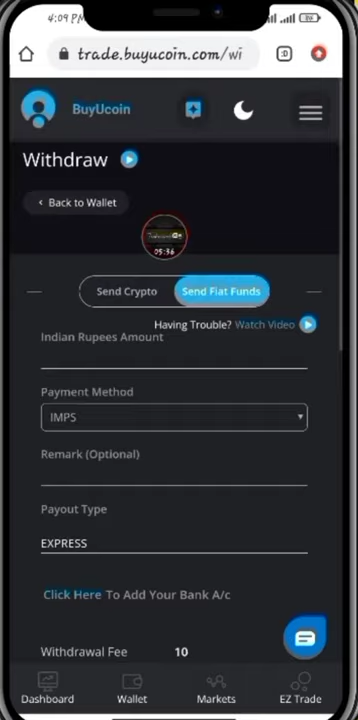 4:09 PM
trade.buyucoin.com/wi
:D
BuyUcoin
Withdraw
‹ Back to Wallet
05:36
Send Crypto
Send Fiat Funds
Having Trouble? Watch Video
Indian Rupees Amount
Payment Method
IMPS
Remark (Optional)
Payout Type
EXPRESS
Click Here To Add Your Bank A/c
Withdrawal Fee 10
Dashboard
Wallet
Markets
EZ Trade